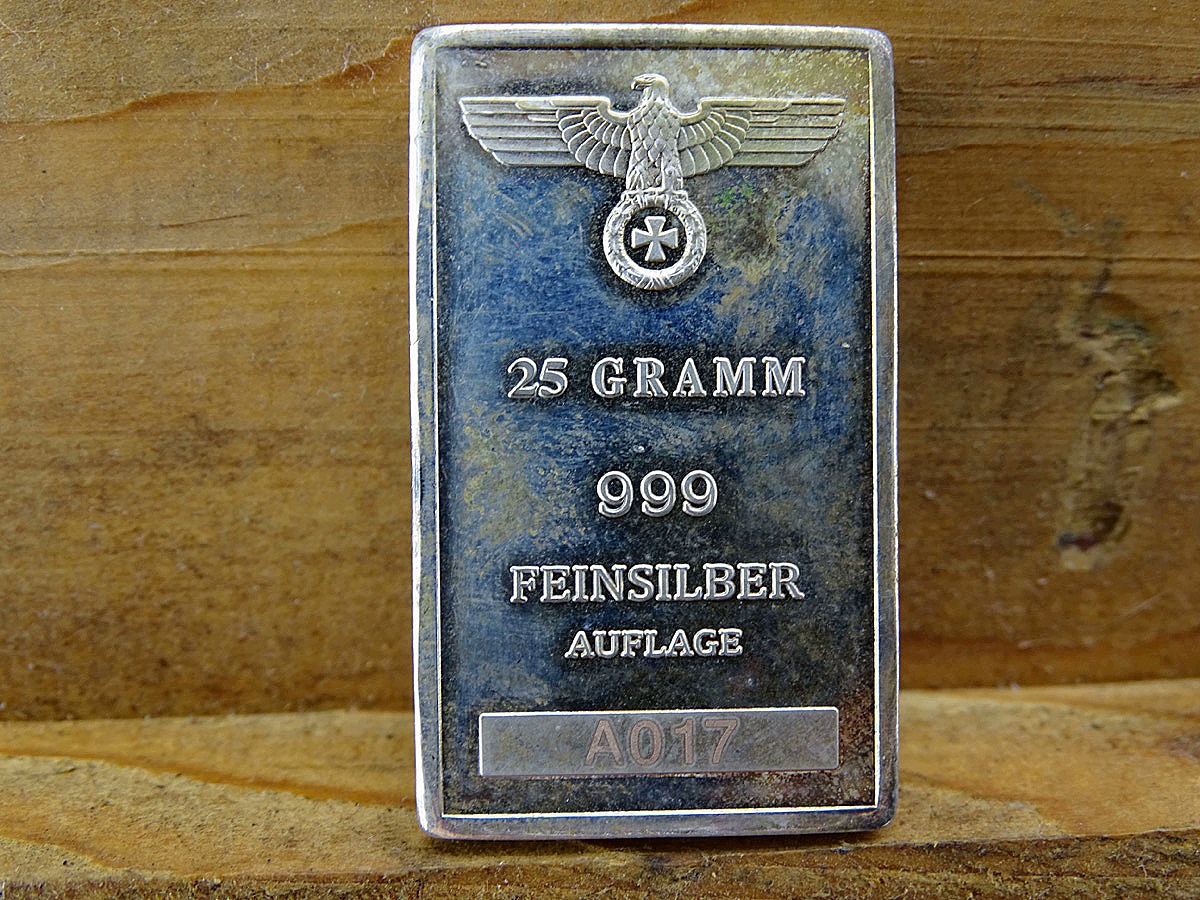 25 GRAMM
999
FEINSILBER
AUFLAGE
A017